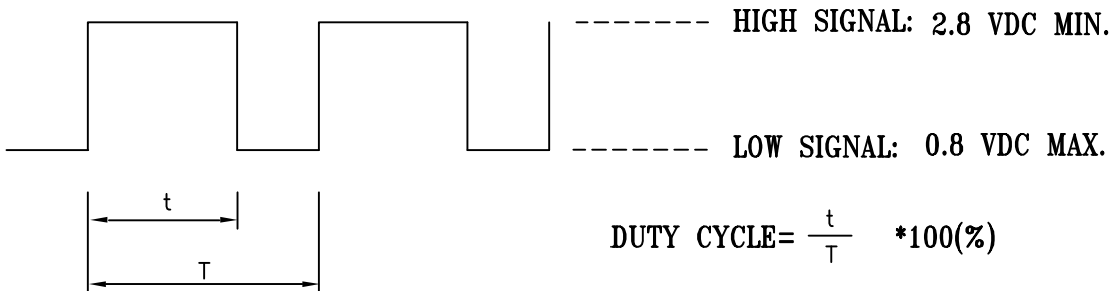 HIGH SIGNAL: 2.8 VDC MIN.
LOW SIGNAL: 0.8 VDC MAX.
t
T
DUTY CYCLE= t/T *100(%)